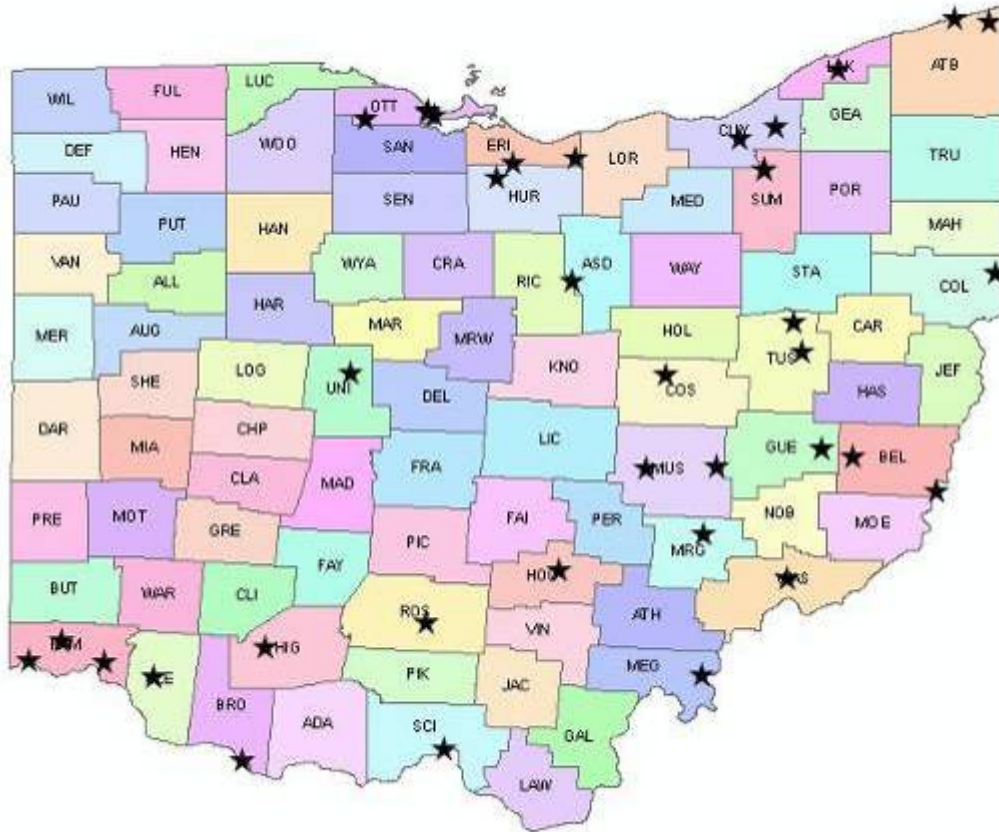 ATB
LUC
FUL
WIL
OTT
GEA
WOO
CUY
HEN
SAN
ERI
DEF
LOR
TRU
PAU
SEN
HUR
MED
SUM
POR
PUT
HAN
MAH
VAN
WYA
CRA
RIC
ASD
WAY
STA
ALL
COL
HAR
MER
AUG
MAR
MRW
HOL
CAR
TUS
SHE
LOG
UNI
KNO
JEF
DEL
COS
HAS
DAR
MIA
CHP
LIC
GUE
BEL
CLA
MAD
FRA
MUS
PRE
MOT
GRE
FAI
PER
NOB
MOE
PIC
MRG
FAY
BUT
WAR
CLI
ROS
ATH
VIN
HIG
PIK
JAC
MEG
BRO
ADA
SCI
GAL
LAW